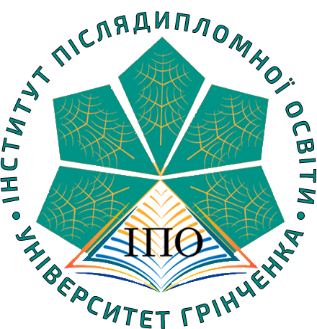 ІНСТИТУТ ПІСЛЯДИПЛОМНОЇ ОСВІТИ
• УНІВЕРСИТЕТ ГРІНЧЕНКА •
ІПО